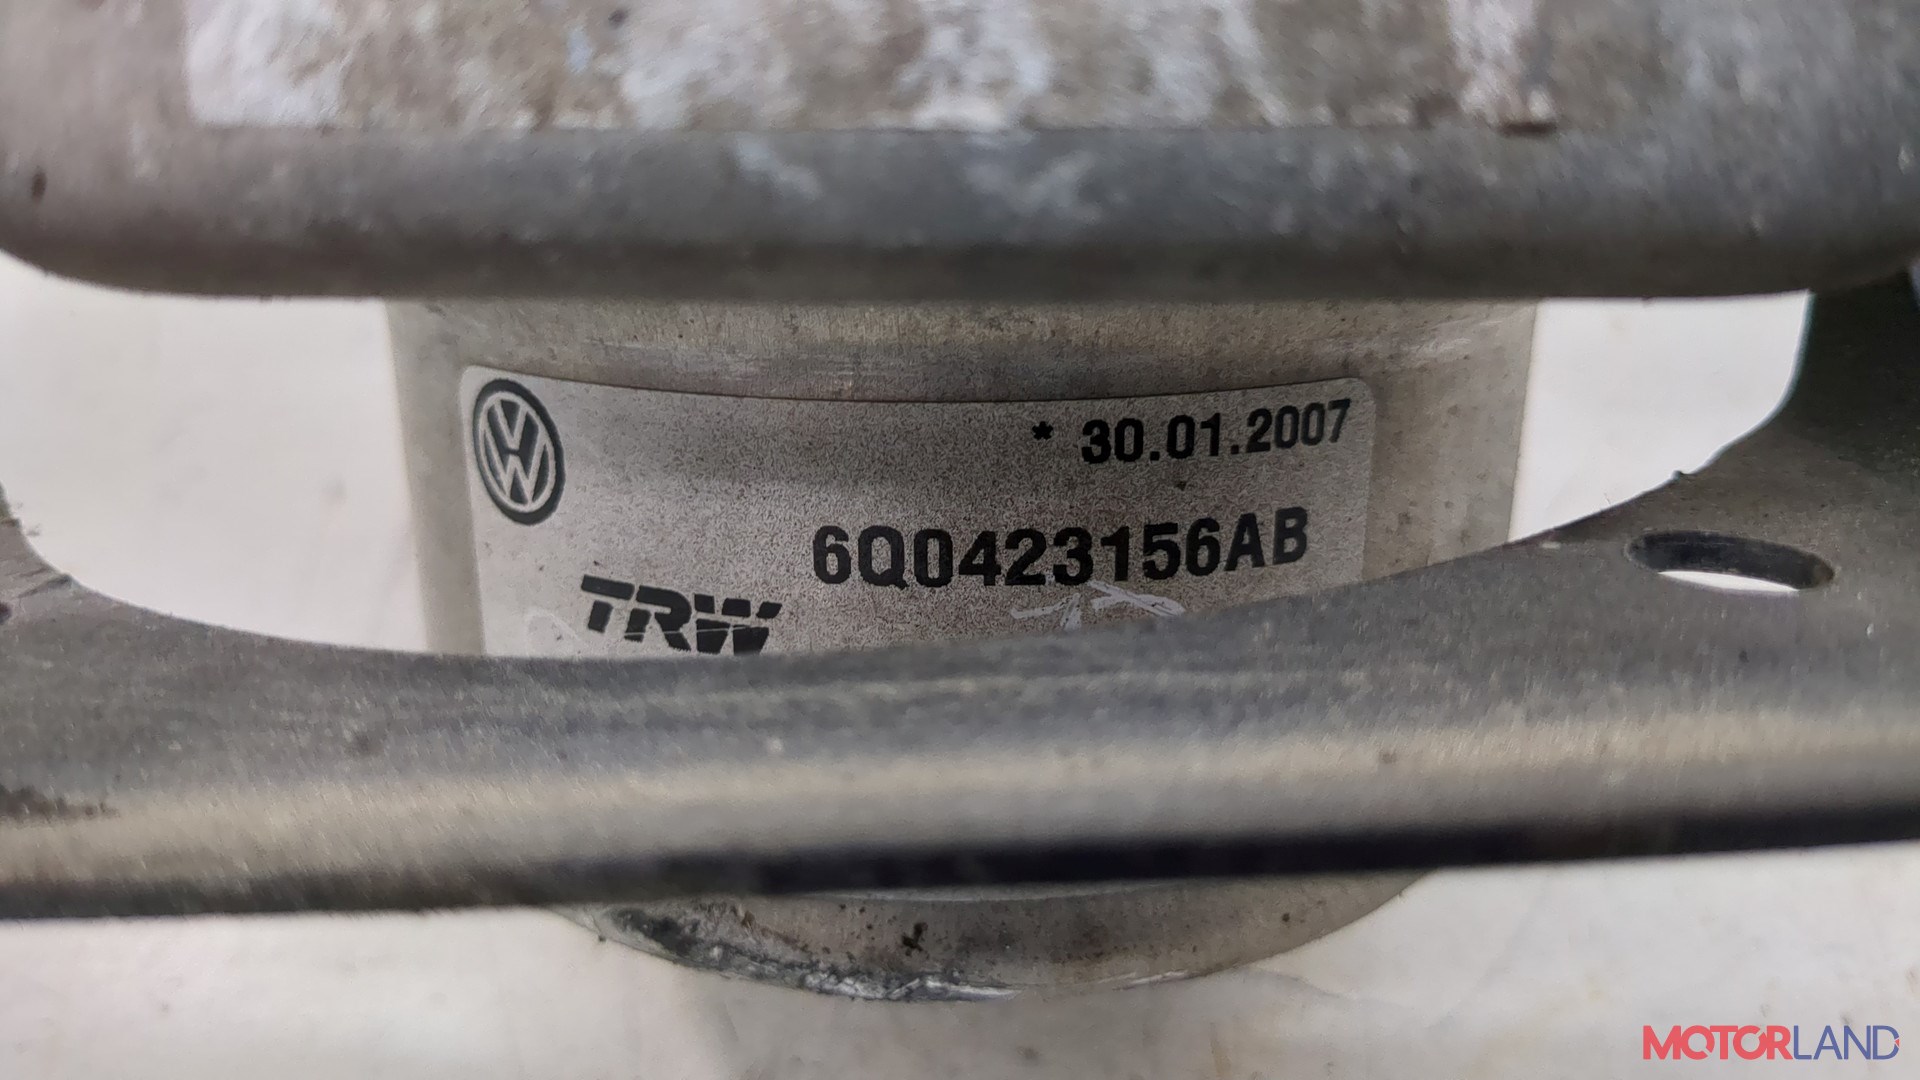 * 30.01.2007
6Q0423156AB
TRW
MOTORLAND